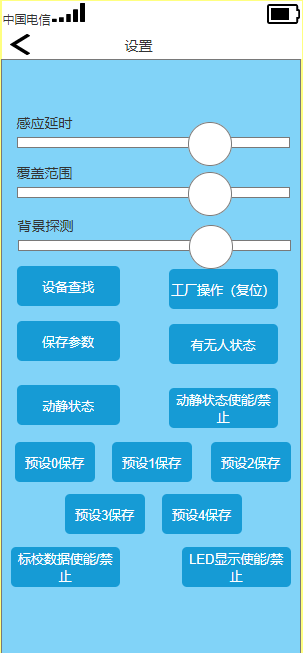 中国电信
设置
感应延时
覆盖范围
背景探测
设备查找
工厂操作（复位）
保存参数
有无人状态
动静状态
动静状态使能/禁
止
预设0保存
预设1保存
预设2保存
预设3保存
预设4保存
标校数据使能/禁
止
LED显示使能/禁
止